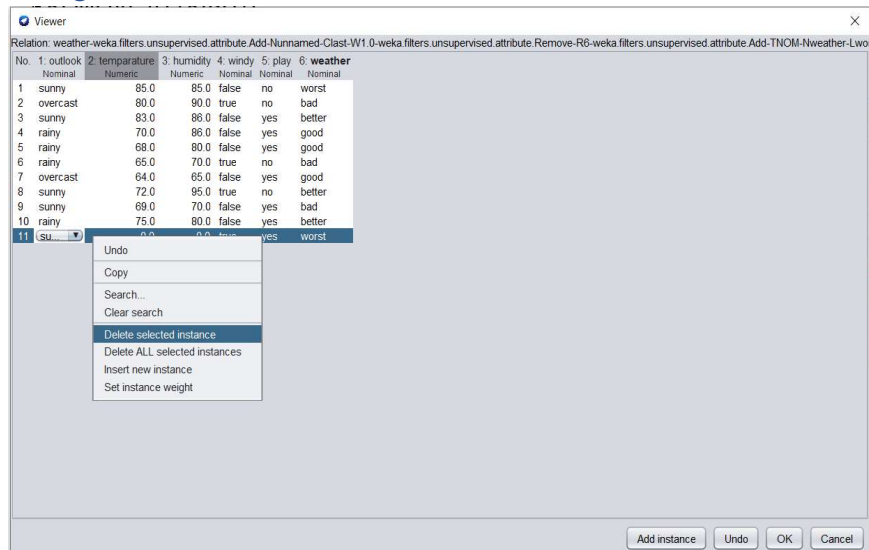 Viewer
Relation: weather-weka.filters.unsupervised.attribute.Add-Nunnamed-Clast-W1.0-weka.filters.unsupervised.attribute.Remove-R6-weka.filters.unsupervised.attribute.Add-TNOM-Nweather-Lwo
No. 1: outlook 2: temparature 3: humidity 4: windy 5: play 6: weather
Nominal Numeric Numeric Nominal Nominal Nominal
1 sunny 85.0 85.0 false no worst
2 overcast 80.0 90.0 true no bad
3 sunny 83.0 86.0 false yes better
4 rainy 70.0 86.0 false yes good
5 rainy 68.0 80.0 false yes good
6 rainy 65.0 70.0 true no bad
7 overcast 64.0 65.0 false yes good
8 sunny 72.0 95.0 true no better
9 sunny 69.0 70.0 false yes bad
10 rainy 75.0 80.0 false yes better
11 su... 0.0 0.0 true yes worst
Undo
Copy
Search...
Clear search
Delete selected instance
Delete ALL selected instances
Insert new instance
Set instance weight
Add instance Undo OK Cancel